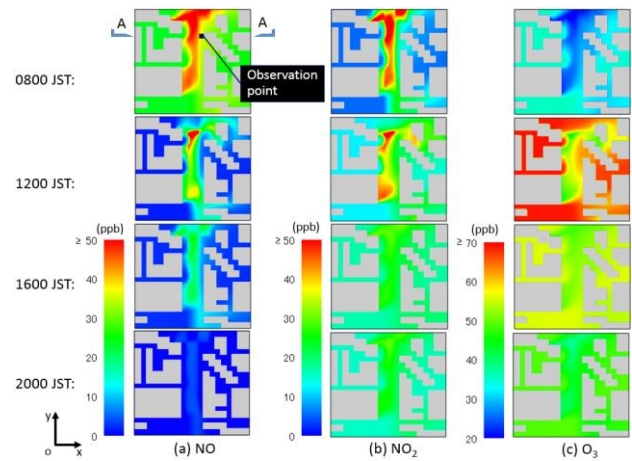 A A
0800 JST:
Observation
point
1200 JST:
(ppb) (ppb) (ppb)
≥ 50 ≥ 50 ≥ 70
1600 JST:
40 40 60
30 30 50
20 20 40
2000 JST:
10 10 30
y
0 0 20
o x
(a) NO (b) NO₂ (c) O₃